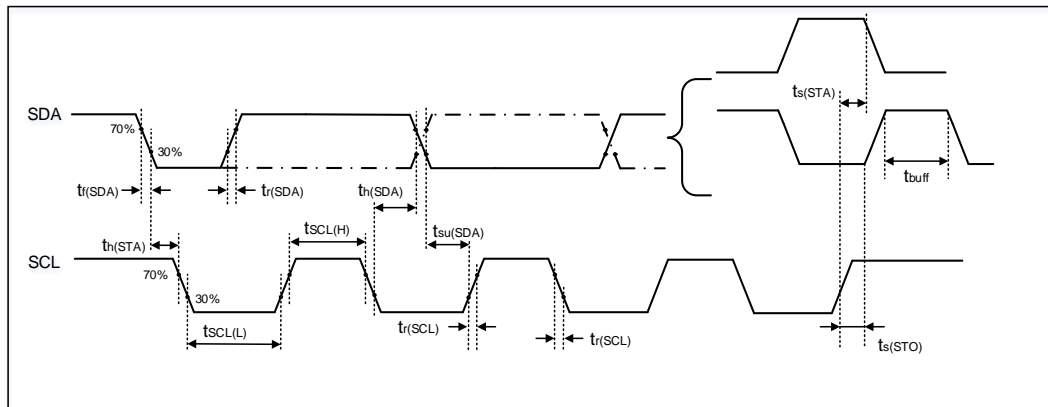 ts(STA)
SDA
70%
30%
tbuff
tf(SDA)
tr(SDA)
th(SDA)
tSCL(H)
tsu(SDA)
th(STA)
SCL
70%
30%
tSCL(L)
tr(SCL)
tr(SCL)
ts(STO)